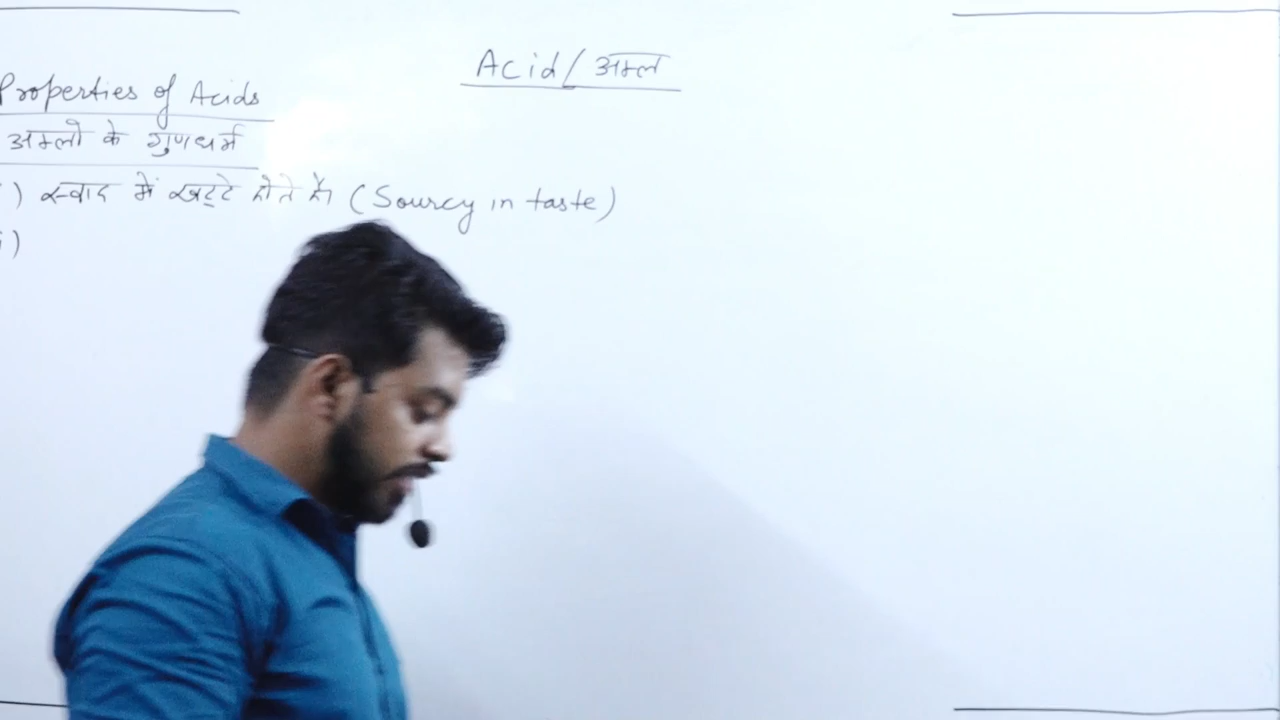 Acid/अम्ल
Properties of Acids
अम्लो के गुणधर्म
) स्वाद में खट्टे होते हैं। (Sourcy in taste)
i)